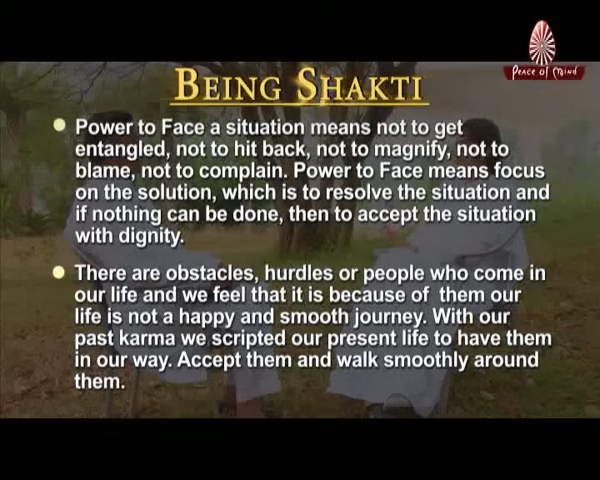 Peace of Mind
BEING SHAKTI
Power to Face a situation means not to get
entangled, not to hit back, not to magnify, not to
blame, not to complain. Power to Face means focus
on the solution, which is to resolve the situation and
if nothing can be done, then to accept the situation
with dignity.
There are obstacles, hurdles or people who come in
our life and we feel that it is because of them our
life is not a happy and smooth journey. With our
past karma we scripted our present life to have them
in our way. Accept them and walk smoothly around
them.